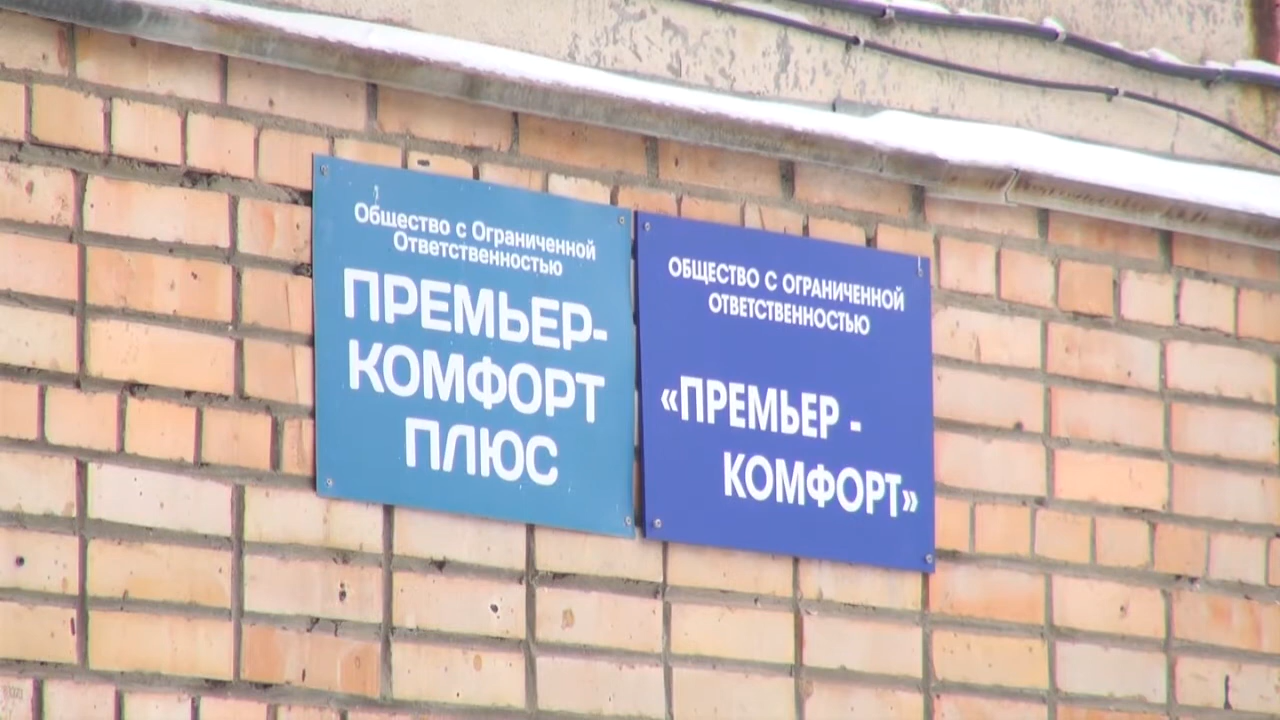 Общество с Ограниченной
Ответственностью
ПРЕМЬЕР-
КОМФОРТ
ПЛЮС
ОБЩЕСТВО С ОГРАНИЧЕННОЙ
ОТВЕТСТВЕННОСТЬЮ
«ПРЕМЬЕР -
КОМФОРТ»